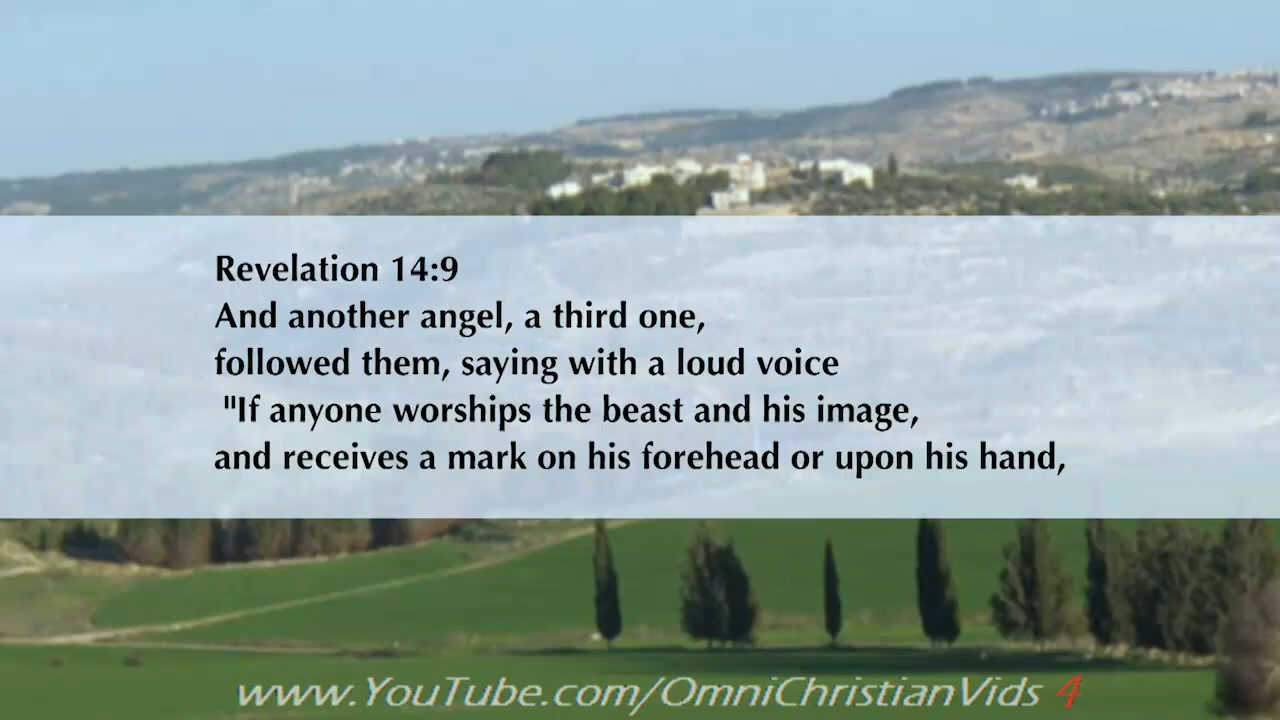 Revelation 14:9
And another angel, a third one,
followed them, saying with a loud voice
"If anyone worships the beast and his image,
and receives a mark on his forehead or upon his hand,
www.YouTube.com/OmniChristianVids 4